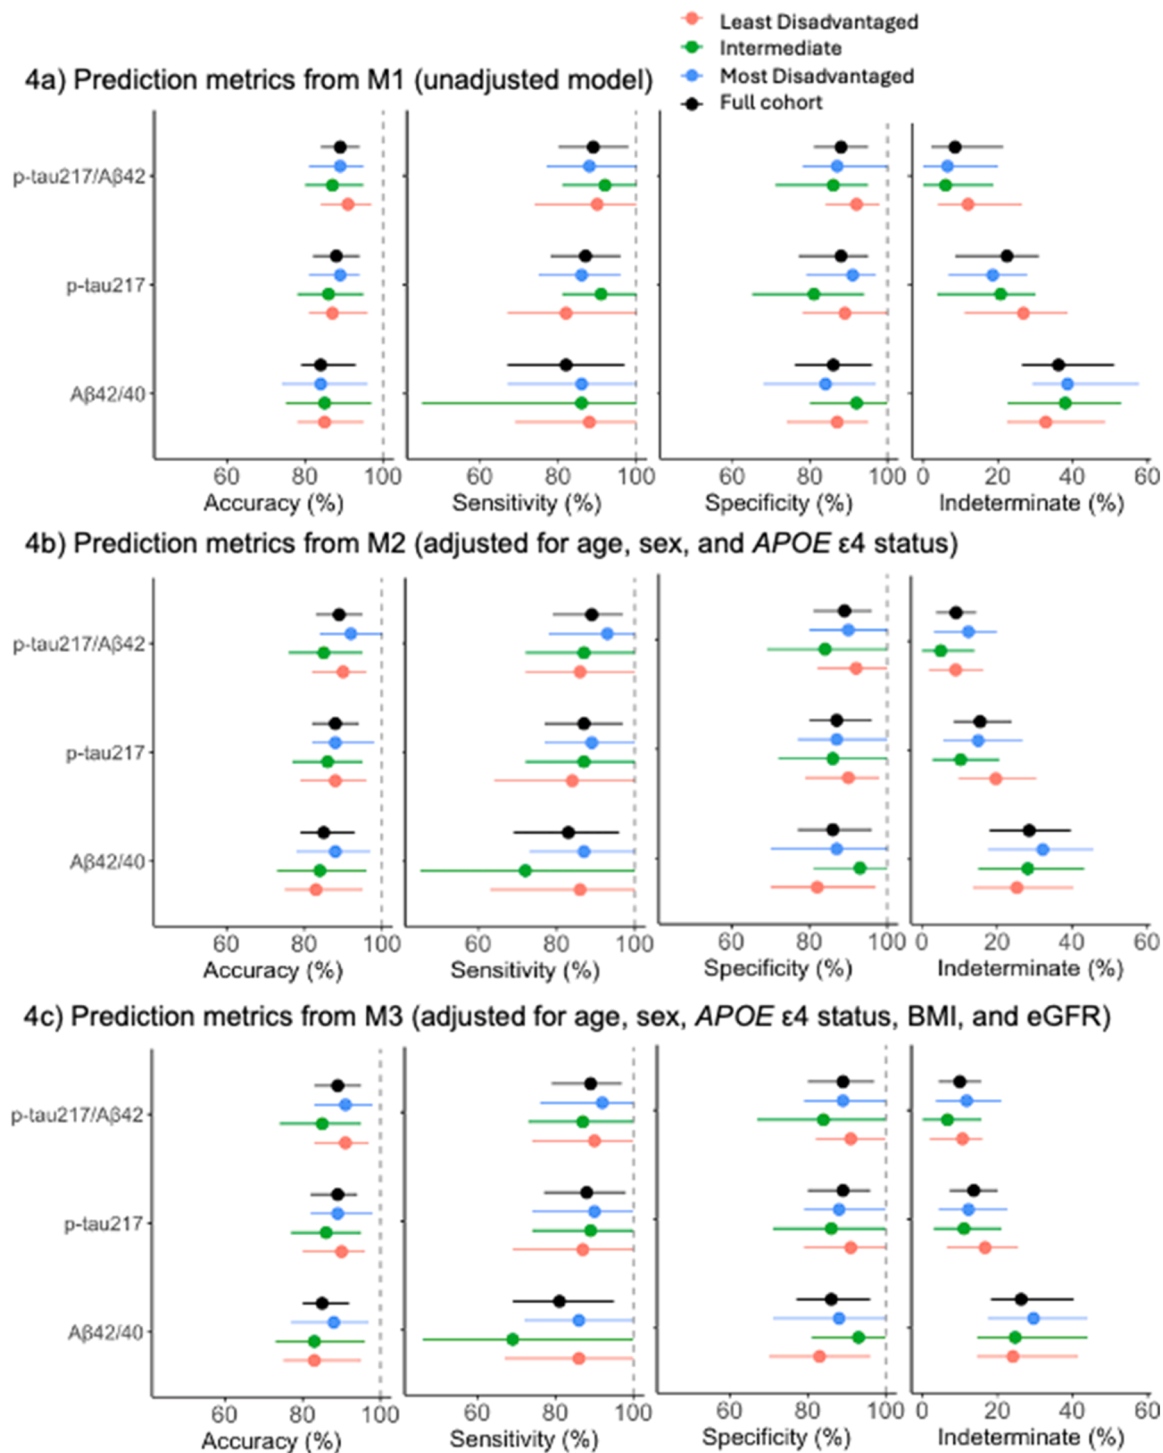 Least Disadvantaged
Intermediate
Most Disadvantaged
Full cohort
4a) Prediction metrics from M1 (unadjusted model)
p-tau217/Aβ42
p-tau217
Aβ42/40
60 80 100
60 80 100
60 80 100
0 20 40 60
Accuracy (%)
Sensitivity (%)
Specificity (%)
Indeterminate (%)
4b) Prediction metrics from M2 (adjusted for age, sex, and APOE ε4 status)
p-tau217/Aβ42
p-tau217
Aβ42/40
60 80 100
60 80 100
60 80 100
0 20 40 60
Accuracy (%)
Sensitivity (%)
Specificity (%)
Indeterminate (%)
4c) Prediction metrics from M3 (adjusted for age, sex, APOE ε4 status, BMI, and eGFR)
p-tau217/Aβ42
p-tau217
Aβ42/40
60 80 100
60 80 100
60 80 100
0 20 40 60
Accuracy (%)
Sensitivity (%)
Specificity (%)
Indeterminate (%)